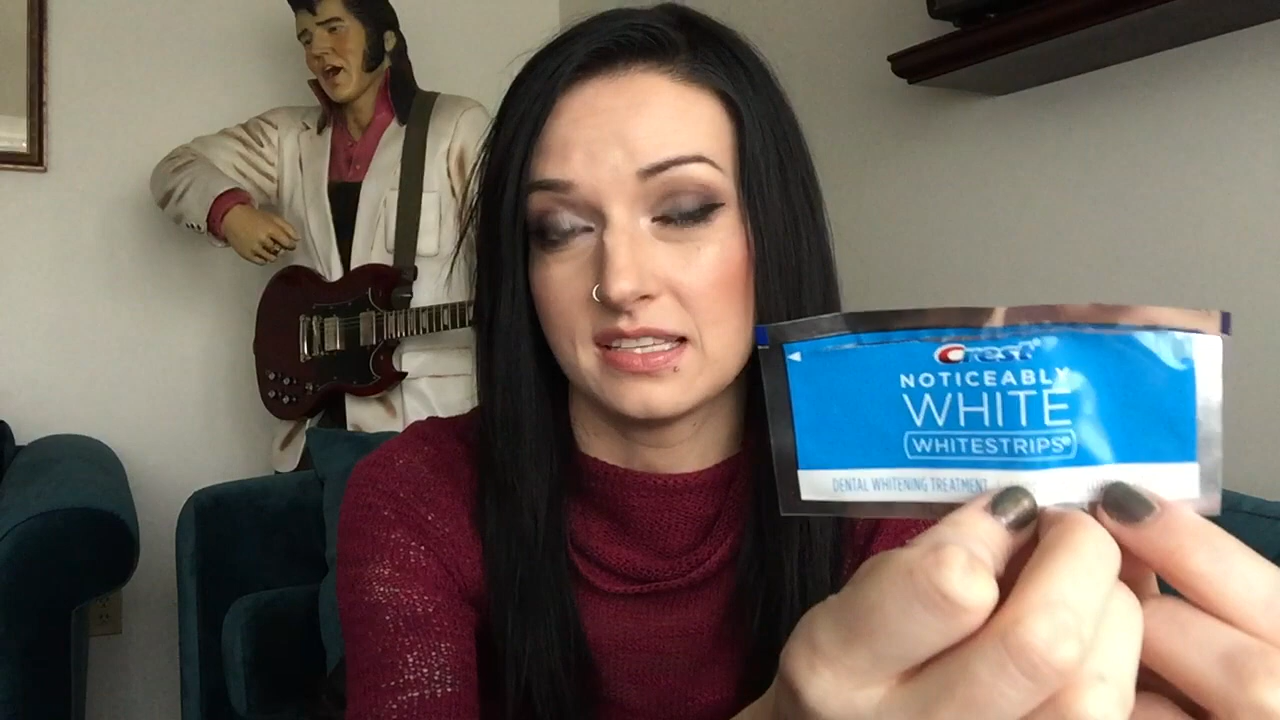 Crest
NOTICEABLY
WHITE
WHITESTRIPS®
DENTAL WHITENING TREATMENT